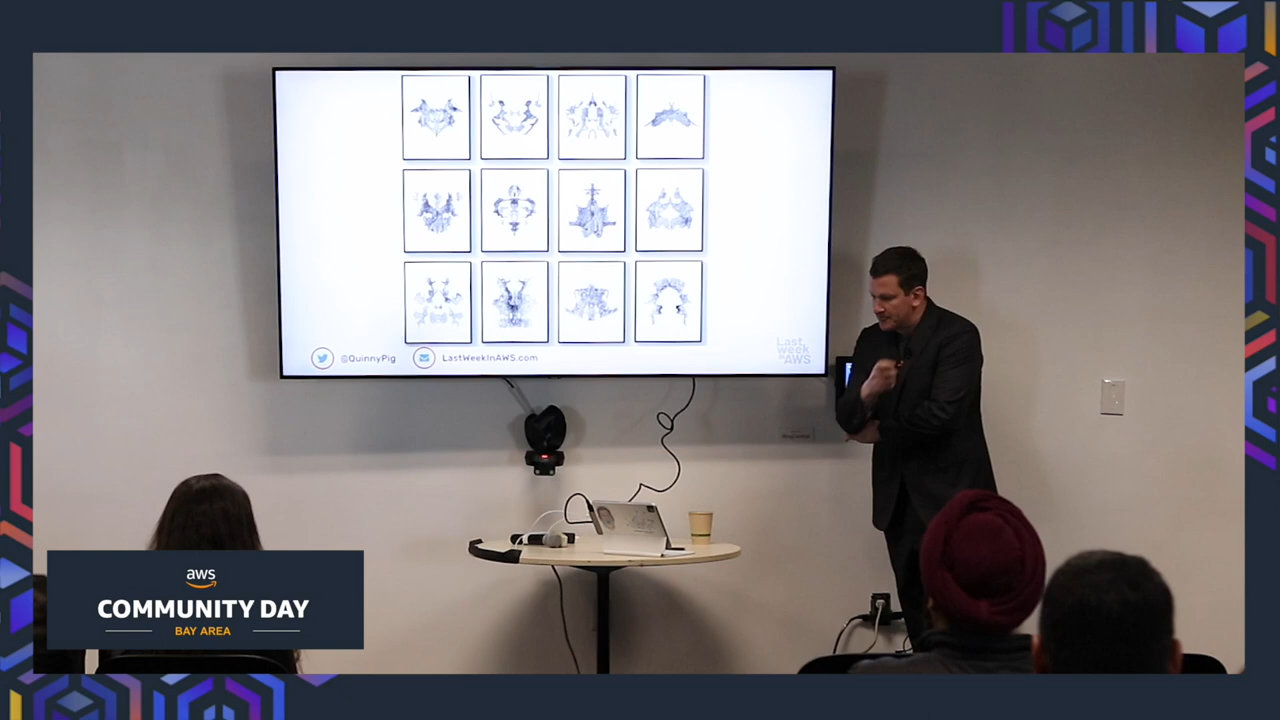 @QuinnyPig
LastWeekInAWS.com
Last
week
in AWS
aws
COMMUNITY DAY
BAY AREA